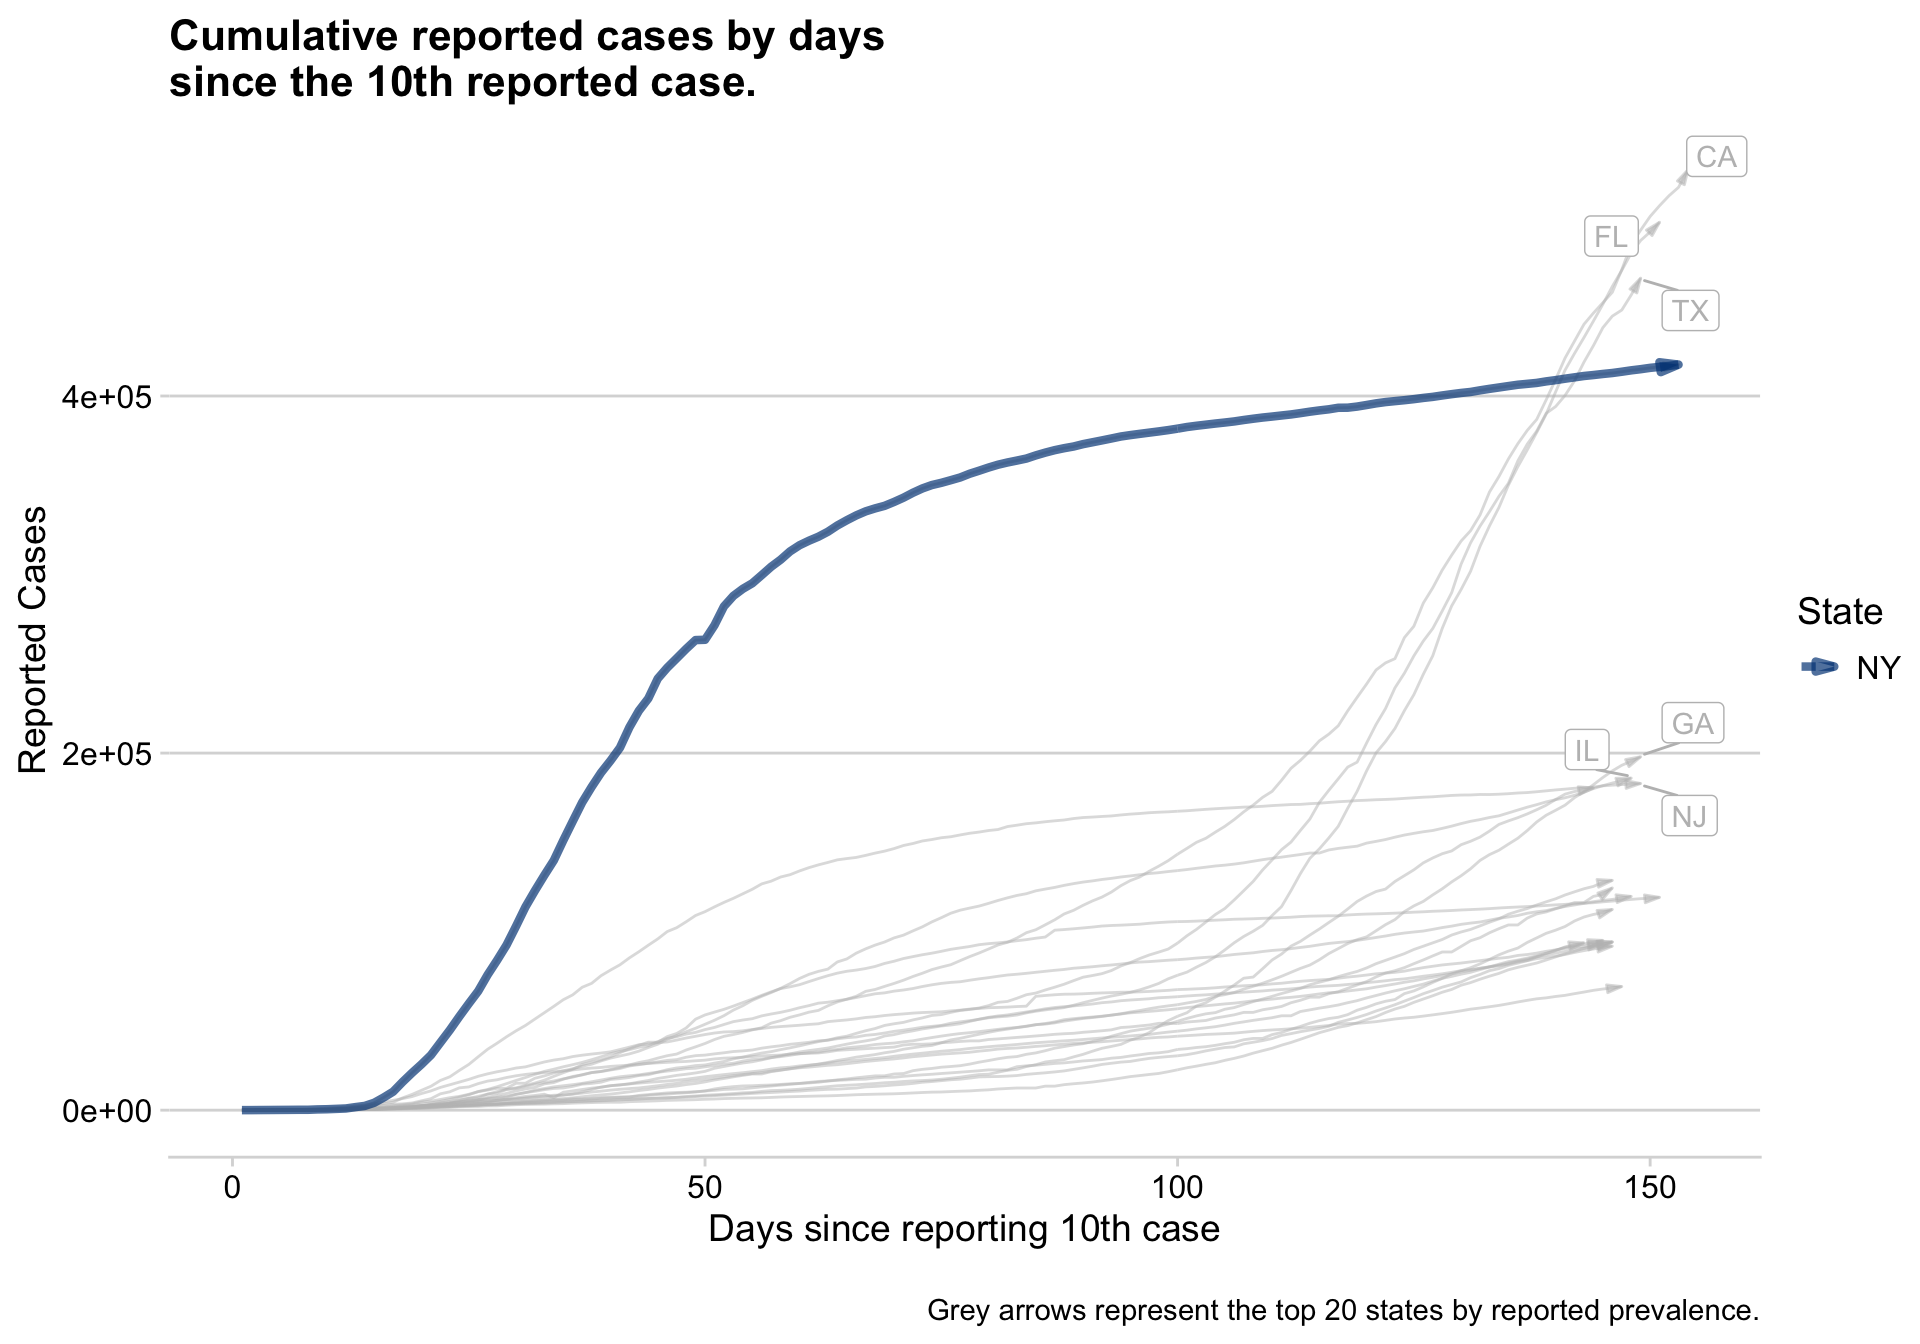 Cumulative reported cases by days
since the 10th reported case.
CA
FL
TX
4e+05
Reported Cases
State
NY
GA
IL
2e+05
NJ
0e+00
0 50 100 150
Days since reporting 10th case
Grey arrows represent the top 20 states by reported prevalence.